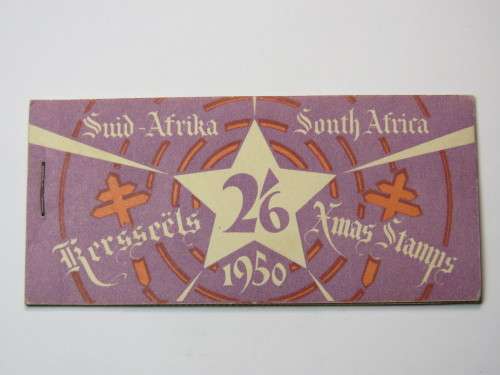 Suid-Afrika South Africa
2/6
Kersseëls Xmas Stamps
1950